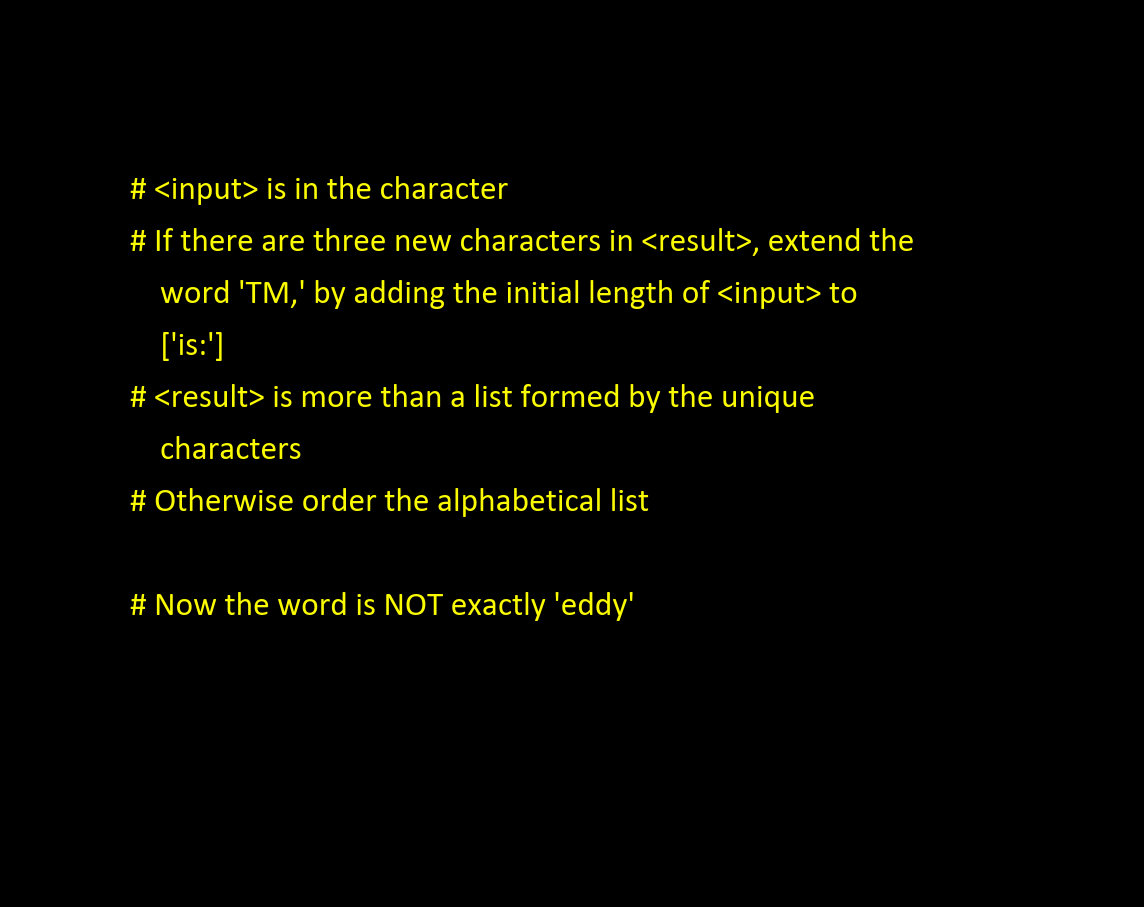 # <input> is in the character
# If there are three new characters in <result>, extend the
word 'TM,' by adding the initial length of <input> to
['is:']
# <result> is more than a list formed by the unique
characters
# Otherwise order the alphabetical list
# Now the word is NOT exactly 'eddy'